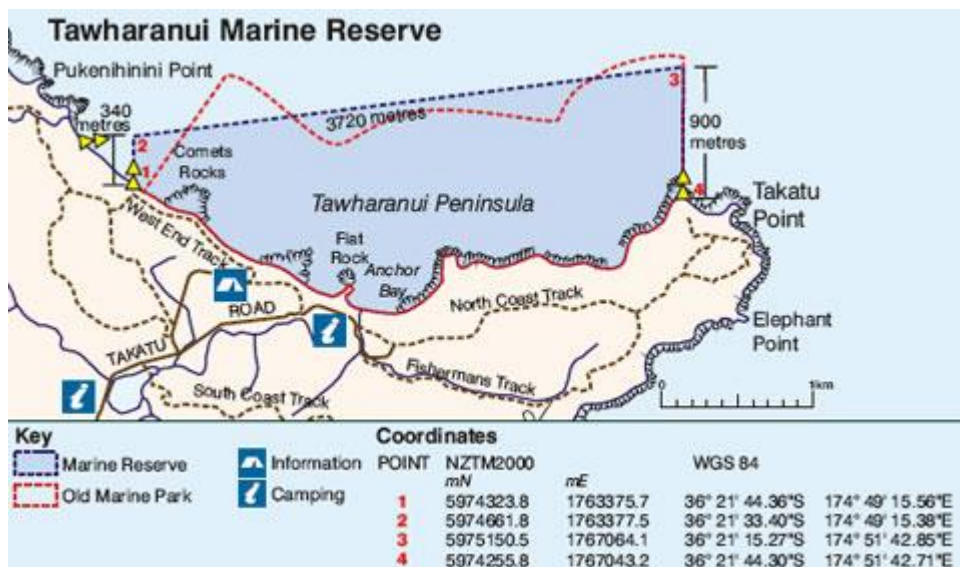 Tawharanui Marine Reserve
Pukenihinini Point
340
metres
2
1
Comets
Rocks
3720 metres
3
900
metres
4
Takatu
Point
Tawharanui Peninsula
West End Track
Flat
Rock
Anchor
Bay
North Coast Track
ROAD
TAKATU
Elephant
Point
Fishermans Track
South Coast Track
0
1km
Key
Marine Reserve
Old Marine Park
Information
Camping
Coordinates
POINT NZTM2000 WGS 84
mN mE
1 5974323.8 1763375.7 36° 21' 44.36"S 174° 49' 15.56"E
2 5974661.8 1763377.5 36° 21' 33.40"S 174° 49' 15.38"E
3 5975150.5 1767064.1 36° 21' 15.27"S 174° 51' 42.85"E
4 5974255.8 1767043.2 36° 21' 44.30"S 174° 51' 42.71"E